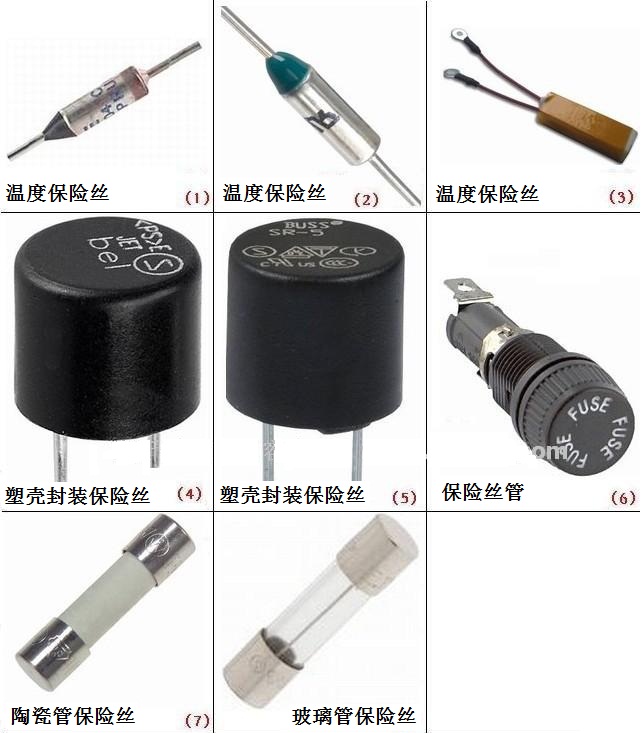 温度保险丝 (1)
温度保险丝 (2)
温度保险丝 (3)
PS>E
JET
bel
塑壳封装保险丝 (4)
BUSS®
SR-5
塑壳封装保险丝 (5)
FUSE FUSE FUSE
保险丝管 (6)
陶瓷管保险丝 (7)
玻璃管保险丝